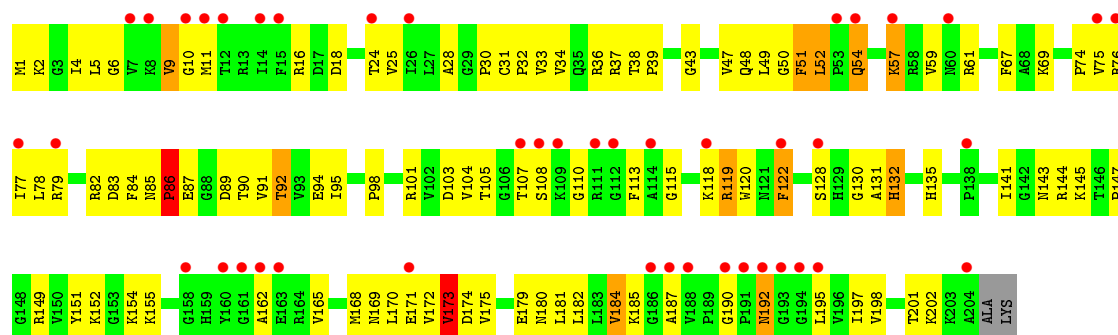 M1 K2 G3 I4 L5 G6 V7 K8 V9 G10 M11 T12 R13 I14 F15 R16 D17 D18 T24 V25 I26 L27 A28 G29 P30 C31 P32 V33 V34 Q35 R36 R37 T38 P39 G43 V47 Q48 L49 G50 F51 L52 P53 Q54 K57 R58 V59 N60 R61 F67 A68 K69 P74 V75
I77 L78 R79 R82 D83 F84 N85 P86 E87 G88 D89 T90 V91 T92 V93 E94 I95 P98 R101 V102 D103 V104 T105 G106 T107 S108 K109 G110 R111 G112 F113 A114 G115 K118 R119 W120 N121 F122 S128 H129 G130 A131 H132 H135 P138 I141 G142 N143 R144 K145 T146
G148 R149 V150 Y151 K152 G153 K154 K155 G158 H159 Y160 G161 A162 E163 R164 V165 M168 N169 L170 E171 V172 V173 D174 V175 E179 N180 L181 L182 L183 V184 K185 G186 A187 V188 P189 G190 P191 N192 G193 G194 L195 V196 I197 V198 T201 K202 K203 A204 ALA LYS